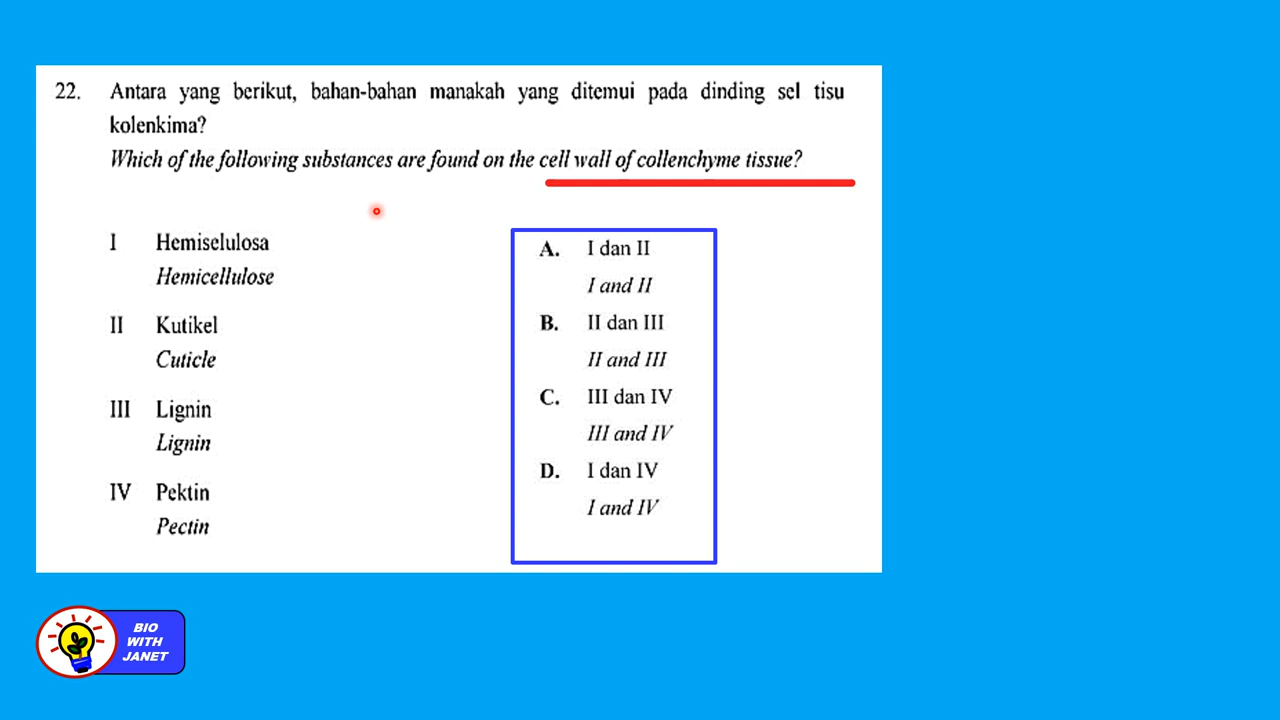 22. Antara yang berikut, bahan-bahan manakah yang ditemui pada dinding sel tisu
kolenkima?
Which of the following substances are found on the cell wall of collenchyme tissue?
I Hemiselulosa
Hemicellulose
II Kutikel
Cuticle
III Lignin
Lignin
IV Pektin
Pectin
A. I dan II
I and II
B. II dan III
II and III
C. III dan IV
III and IV
D. I dan IV
I and IV
BIO
WITH
JANET